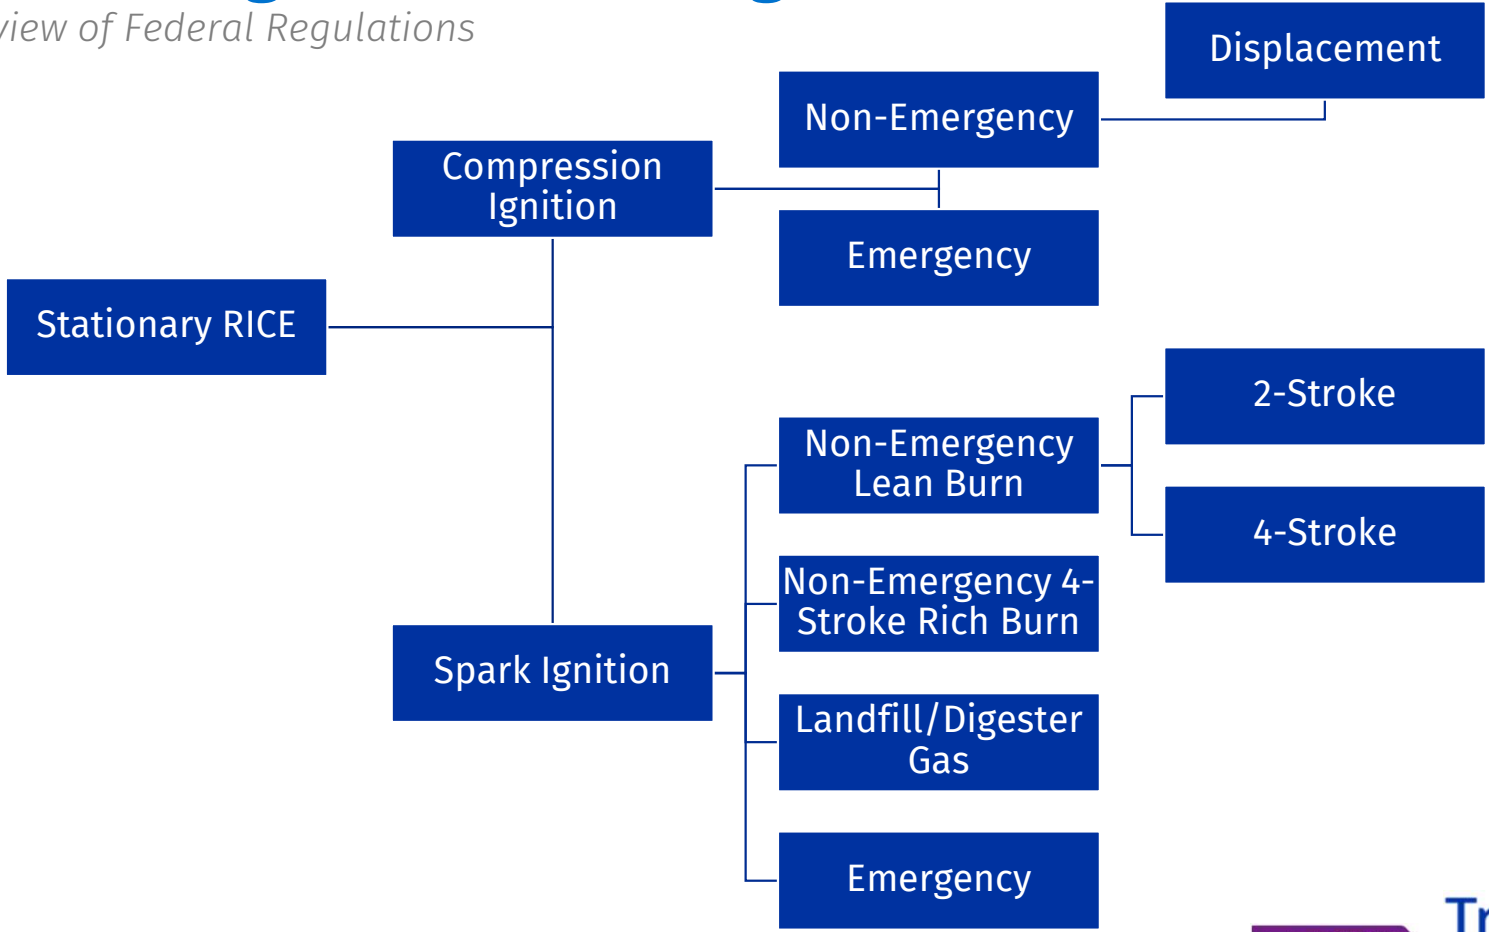 of Federal Regulations
Displacement
Non-Emergency
Compression
Ignition
Emergency
Stationary RICE
2-Stroke
Non-Emergency
Lean Burn
4-Stroke
Non-Emergency 4-
Stroke Rich Burn
Spark Ignition
Landfill/Digester
Gas
Emergency